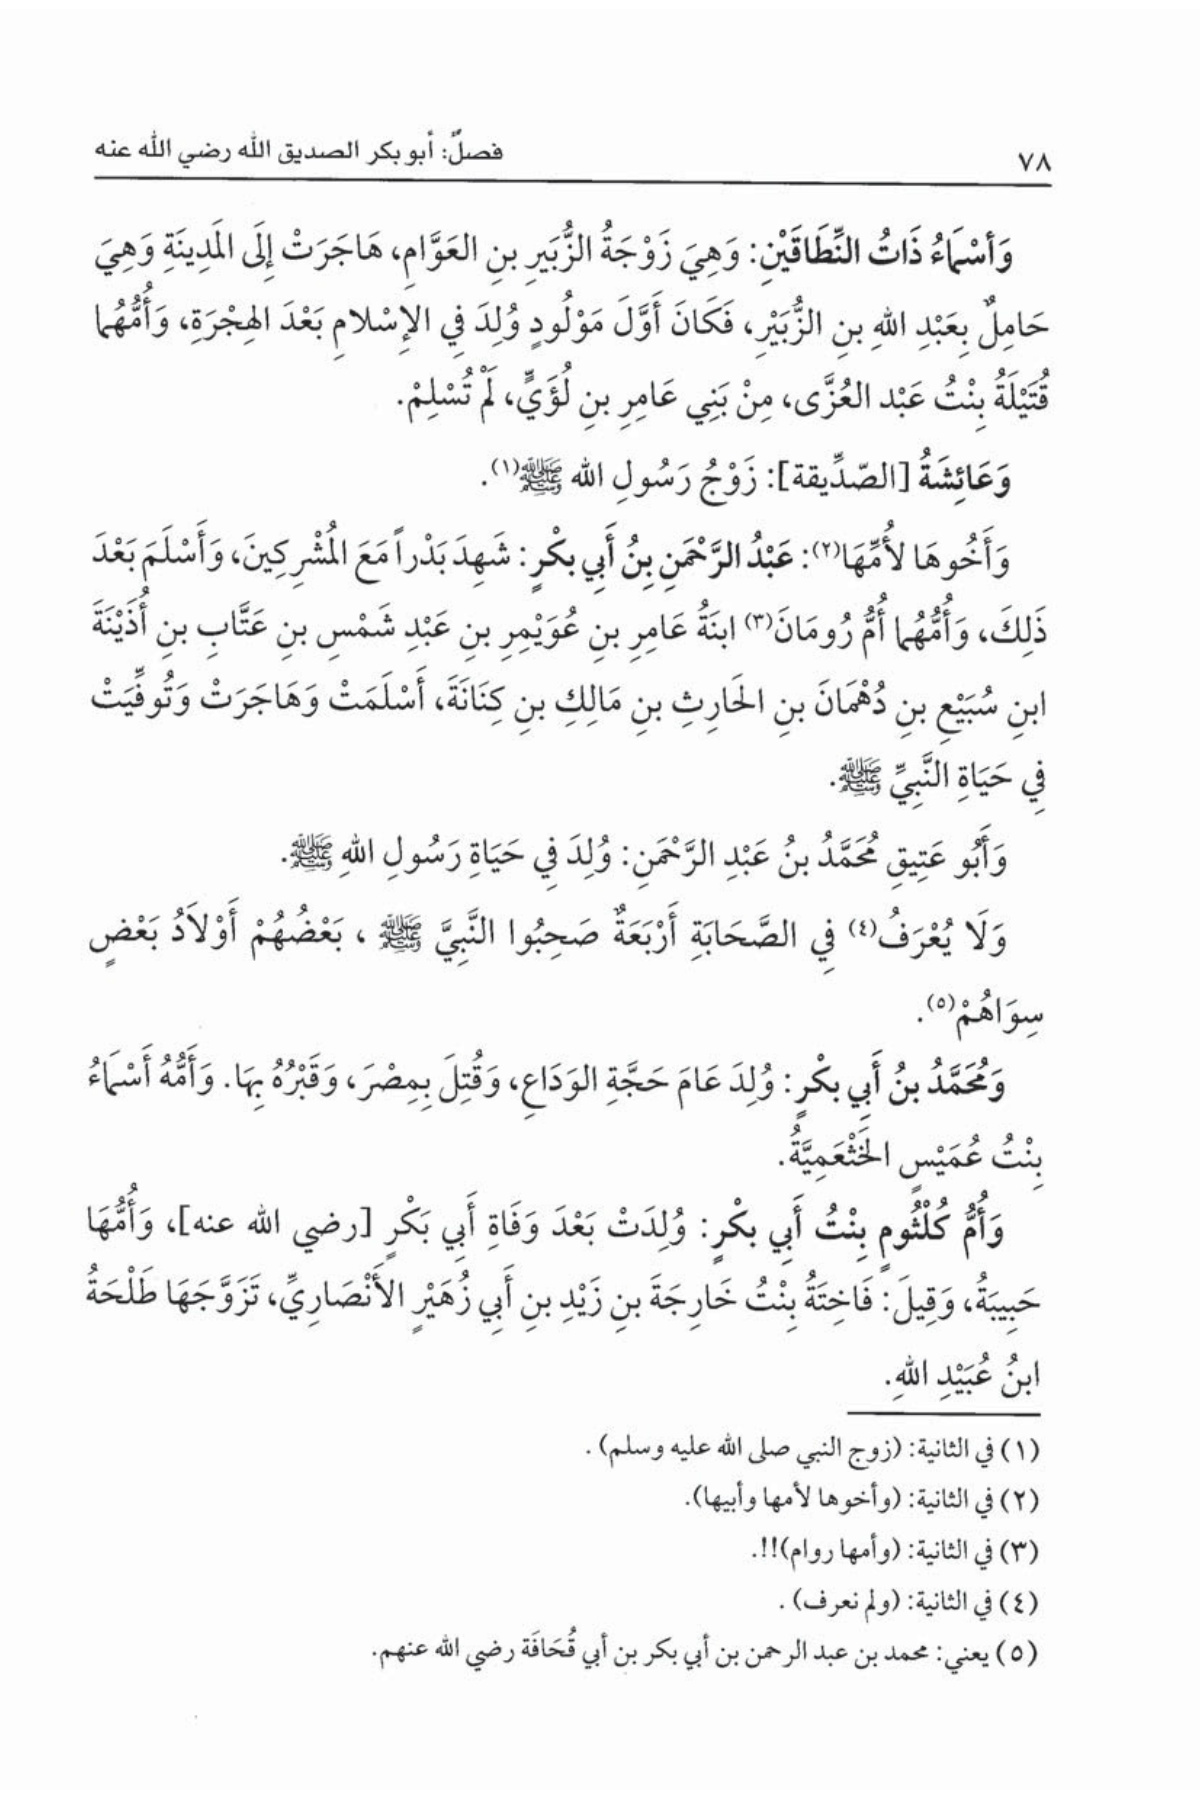 ٧٨ فصلٌ: أبو بكر الصديق الله رضي الله عنه
وَأَسْمَاءُ ذَاتُ النِّطَاقَيْنِ: وَهِيَ زَوْجَةُ الزُّبَيرِ بنِ العَوَّامِ، هَاجَرَتْ إِلَى المَدِينَةِ وَهِيَ
حَامِلٌ بِعَبْدِ اللهِ بنِ الزُّبَيْرِ، فَكَانَ أَوَّلَ مَوْلُودٍ وُلِدَ فِي الإِسْلامِ بَعْدَ الهِجْرَةِ، وَأُمُّهُما
قُتَيْلَةُ بِنْتُ عَبْد العُزَّى، مِنْ بَنِي عَامِرِ بنِ لُؤَيٍّ، لَمْ تُسْلِمْ.
وَعَائِشَةُ [الصّدِّيقة]: زَوْجُ رَسُولِ الله ﷺ(١).
وَأَخُوهَا لأُمِّهَا(٢): عَبْدُ الرَّحْمَنِ بنُ أَبِي بكْرٍ: شَهِدَ بَدْراً مَعَ المُشْرِكِينَ، وَأَسْلَمَ بَعْدَ
ذَلِكَ، وَأُمُّهُما أُمُّ رُومَانَ(٣) ابنَةُ عَامِرِ بنِ عُوَيْمِرِ بنِ عَبْدِ شَمْسِ بنِ عَتَّابِ بنِ أُذَيْنَةَ
ابنِ سُبَيْعِ بنِ دُهْمَانَ بنِ الحَارِثِ بنِ مَالِكِ بنِ كِنَانَةَ، أَسْلَمَتْ وَهَاجَرَتْ وَتُوفِّيَتْ
فِي حَيَاةِ النَّبِيِّ ﷺ.
وَأَبُو عَتِيقِ مُحَمَّدُ بنُ عَبْدِ الرَّحْمَنِ: وُلِدَ فِي حَيَاةِ رَسُولِ اللهِ ﷺ.
وَلَا يُعْرَفُ(٤) فِي الصَّحَابَةِ أَرْبَعَةٌ صَحِبُوا النَّبِيَّ ﷺ ، بَعْضُهُمْ أَوْلَادُ بَعْضٍ
سِوَاهُمْ(٥).
وَمُحَمَّدُ بنُ أَبِي بكْرٍ: وُلِدَ عَامَ حَجَّةِ الوَدَاعِ، وَقُتِلَ بِمِصْرَ، وَقَبْرُهُ بِهَا. وَأُمُّهُ أَسْمَاءُ
بِنْتُ عُمَيْسٍ الخَثْعَمِيَّةُ.
وَأُمُّ كُلْثُومٍ بِنْتُ أَبِي بكْرٍ: وُلِدَتْ بَعْدَ وَفَاةِ أَبِي بَكْرٍ [رضي الله عنه]، وَأُمُّهَا
حَبِيبَةُ، وَقِيلَ: فَاخِتَةُ بِنْتُ خَارِجَةَ بنِ زَيْدِ بنِ أَبِي زُهَيْرٍ الأَنْصَارِيِّ، تَزَوَّجَهَا طَلْحَةُ
ابنُ عُبَيْدِ اللهِ.
(١) في الثانية: (زوج النبي صلى الله عليه وسلم) .
(٢) في الثانية: (وأخوها لأمها وأبيها).
(٣) في الثانية: (وأمها روام)!!.
(٤) في الثانية: (ولم نعرف) .
(٥) يعني: محمد بن عبد الرحمن بن أبي بكر بن أبي قُحَافَة رضي الله عنهم.